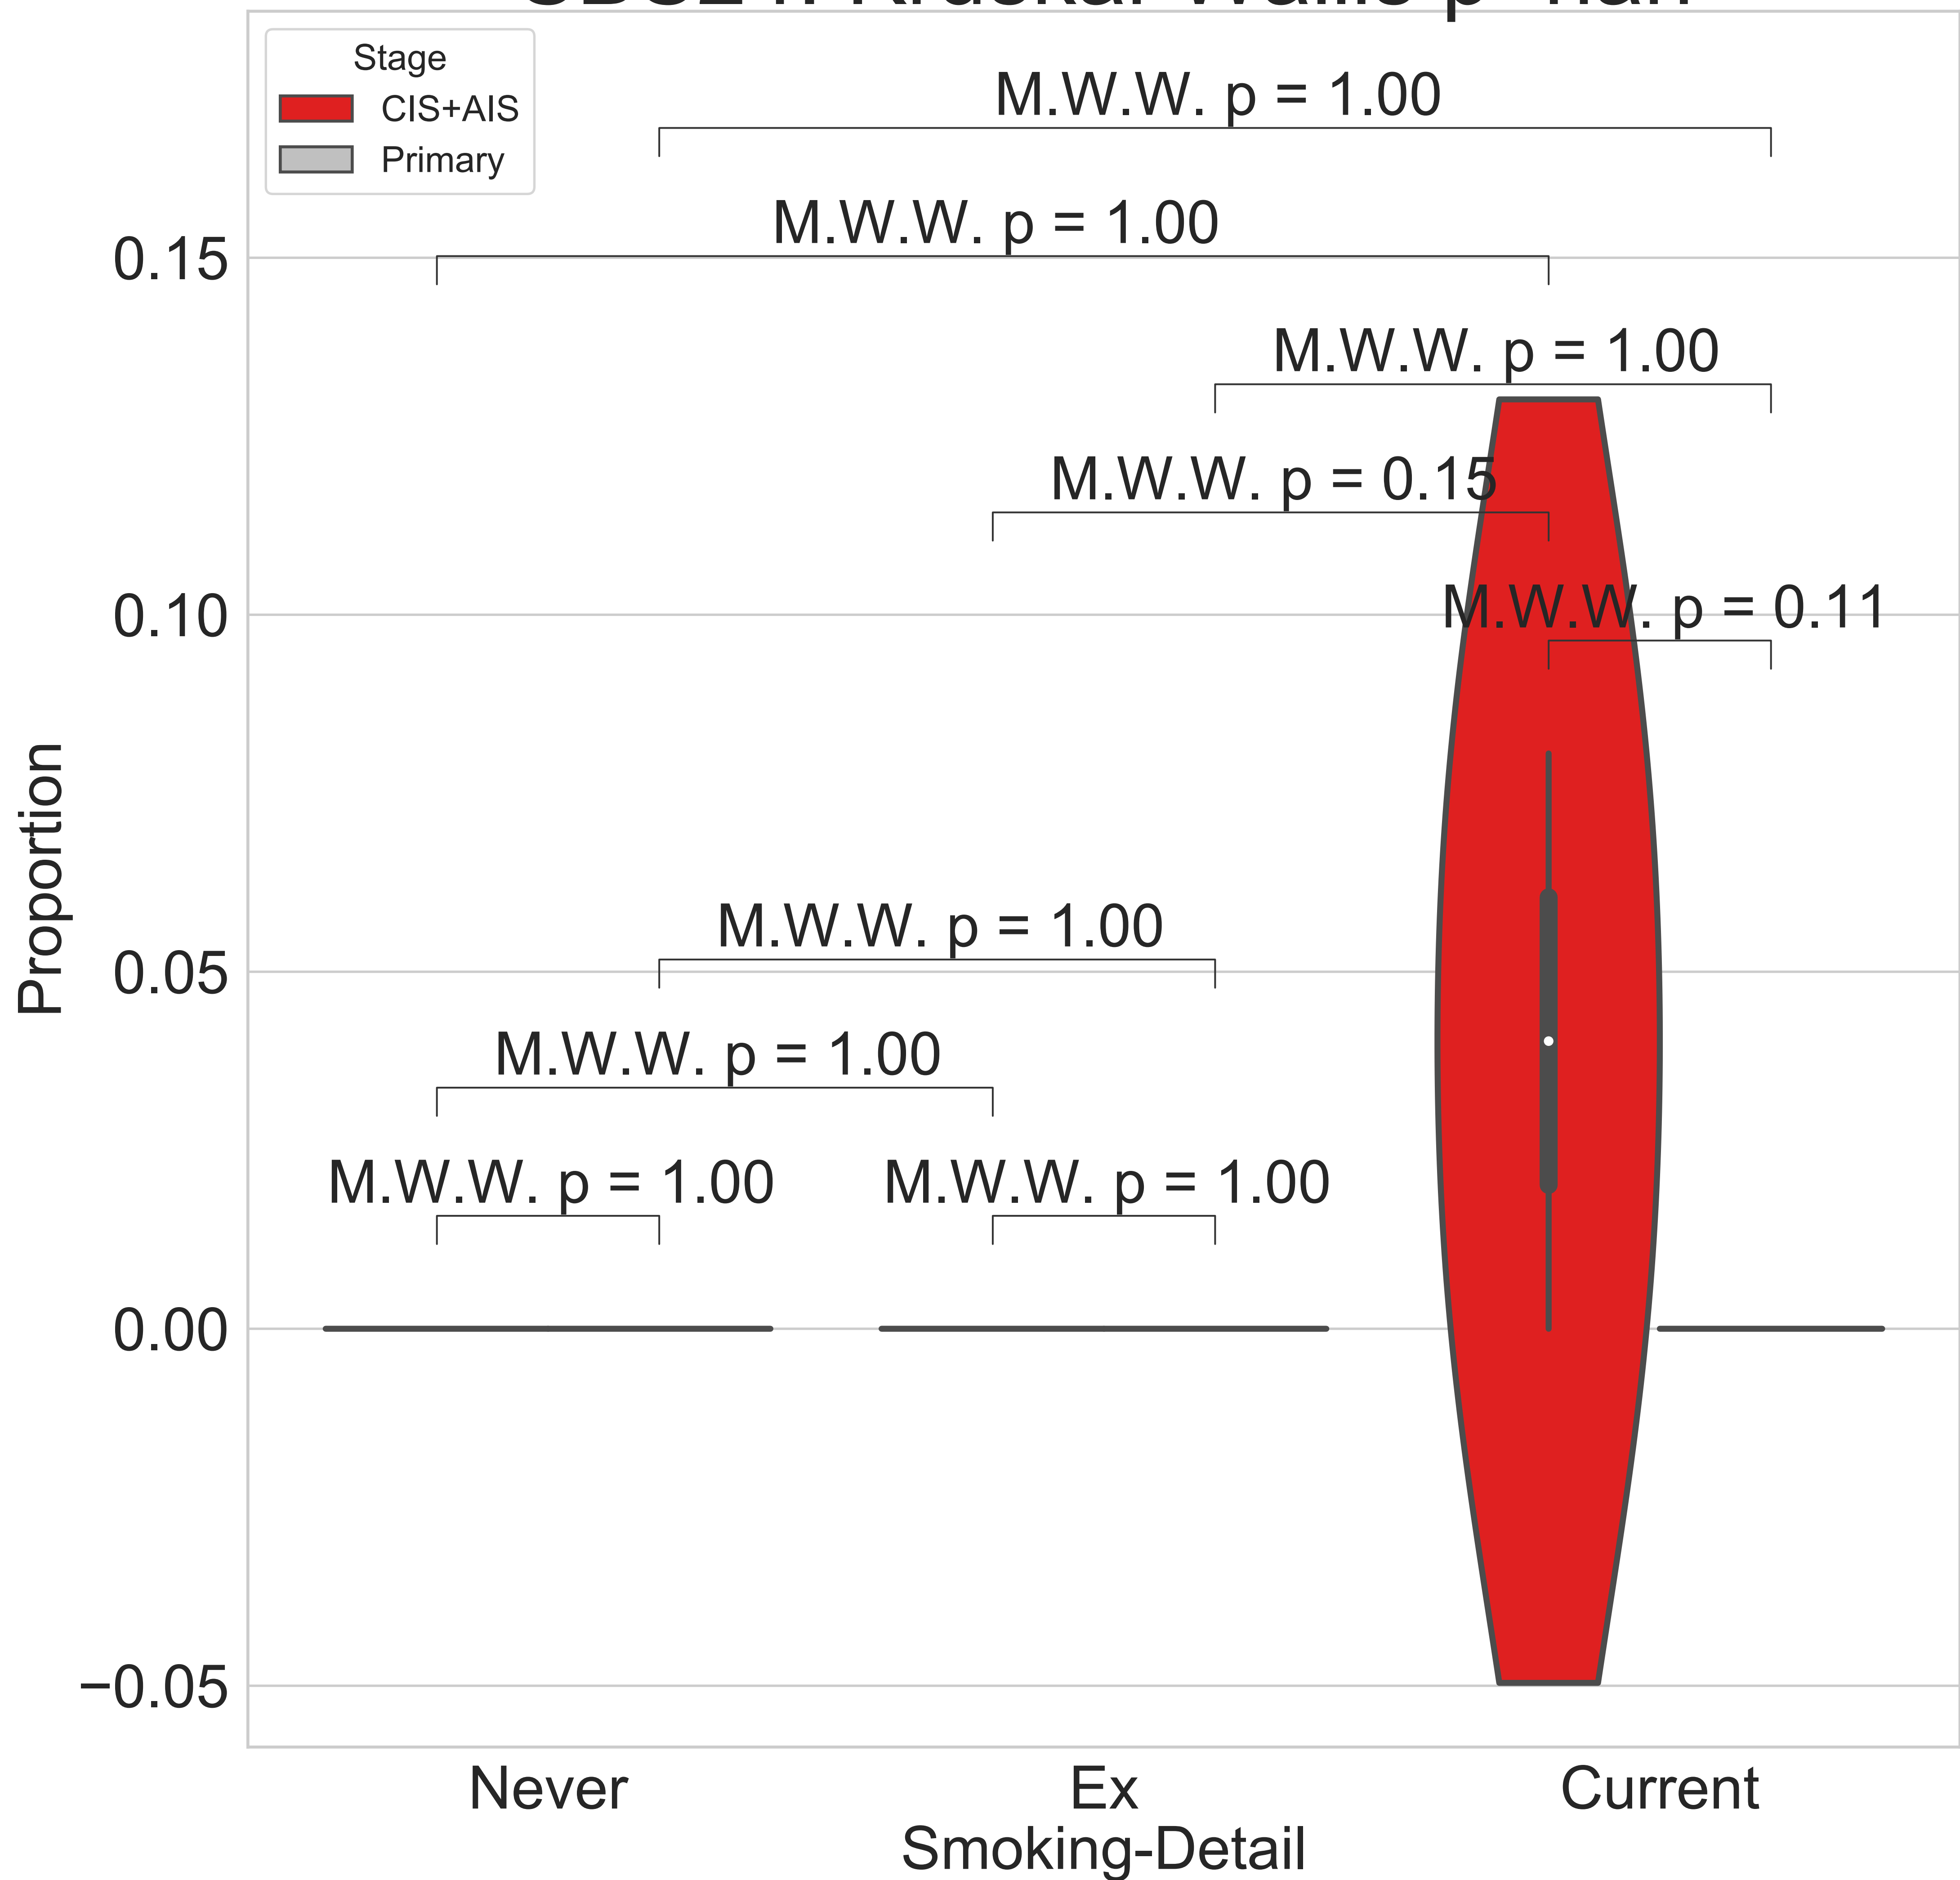 Stage
CIS+AIS
Primary
M.W.W. p = 1.00
M.W.W. p = 1.00
M.W.W. p = 1.00
M.W.W. p = 0.15
M.W.W. p = 0.11
M.W.W. p = 1.00
M.W.W. p = 1.00
M.W.W. p = 1.00
M.W.W. p = 1.00
0.15
0.10
0.05
0.00
−0.05
Proportion
Never
Ex
Current
Smoking-Detail